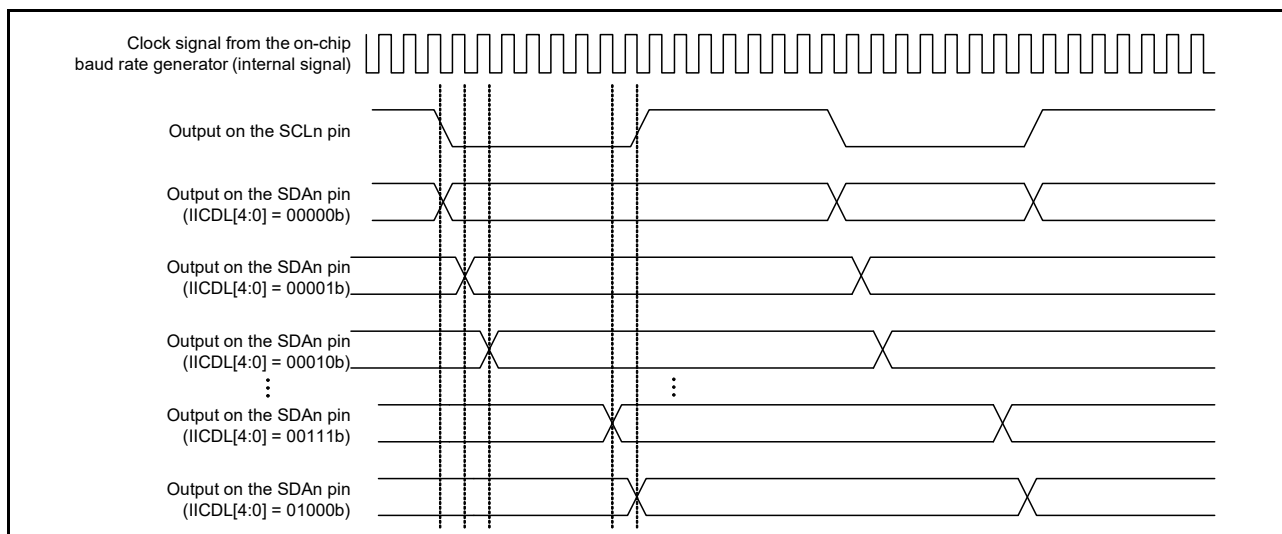 Clock signal from the on-chip
baud rate generator (internal signal)
Output on the SCLn pin
Output on the SDAn pin
(IICDL[4:0] = 00000b)
Output on the SDAn pin
(IICDL[4:0] = 00001b)
Output on the SDAn pin
(IICDL[4:0] = 00010b)
Output on the SDAn pin
(IICDL[4:0] = 00111b)
Output on the SDAn pin
(IICDL[4:0] = 01000b)